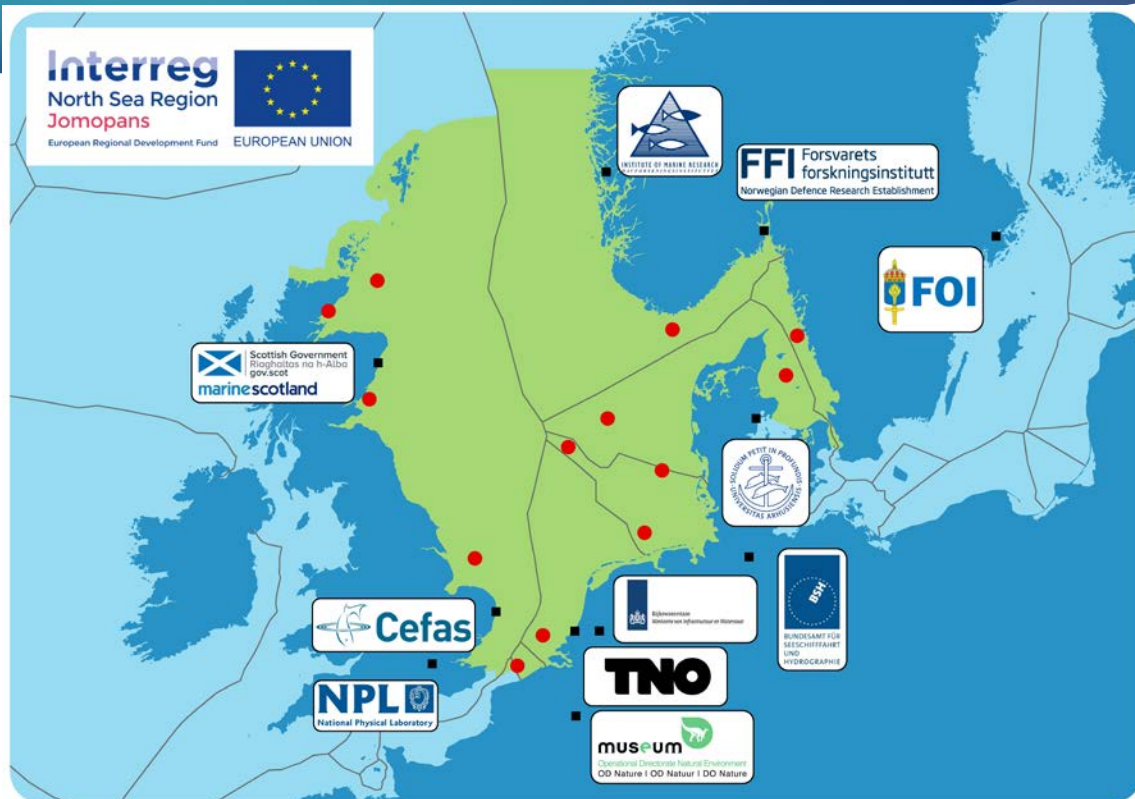 Interreg
North Sea Region
Jomopans
European Regional Development Fund
EUROPEAN UNION
INSTITUTE OF MARINE RESEARCH
HAVFORSKNINGSINSTITUTTET
FFI Forsvarets
forskningsinstitutt
Norwegian Defence Research Establishment
FOI
Scottish Government
Riaghaltas na h-Alba
gov.scot
marinescotland
SOLIDUM PETIT IN PROFUNDIS
UNIVERSITAS ARHUSIENSIS
Cefas
Rijkswaterstaat
Ministerie van Infrastructuur en Waterstaat
BSH
BUNDESAMT FÜR
SEESCHIFFFAHRT
UND
HYDROGRAPHIE
TNO
NPL
National Physical Laboratory
museum
Operational Directorate Natural Environment
OD Nature I OD Natuur I DO Nature